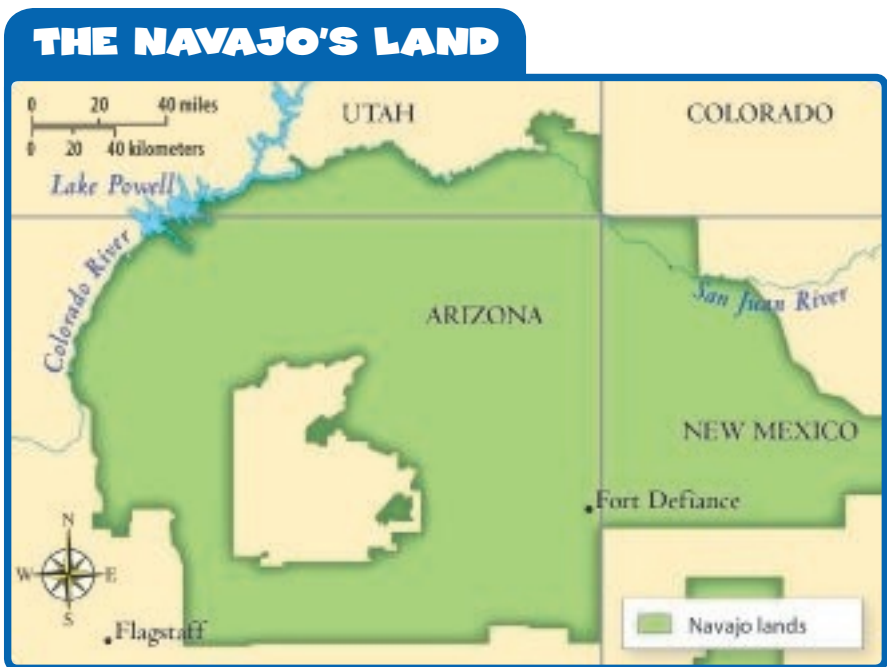 THE NAVAJO'S LAND
0 20 40 miles
0 20 40 kilometers
UTAH
COLORADO
Lake Powell
Colorado River
ARIZONA
San Juan River
NEW MEXICO
Fort Defiance
N
W E
S
Flagstaff
Navajo lands